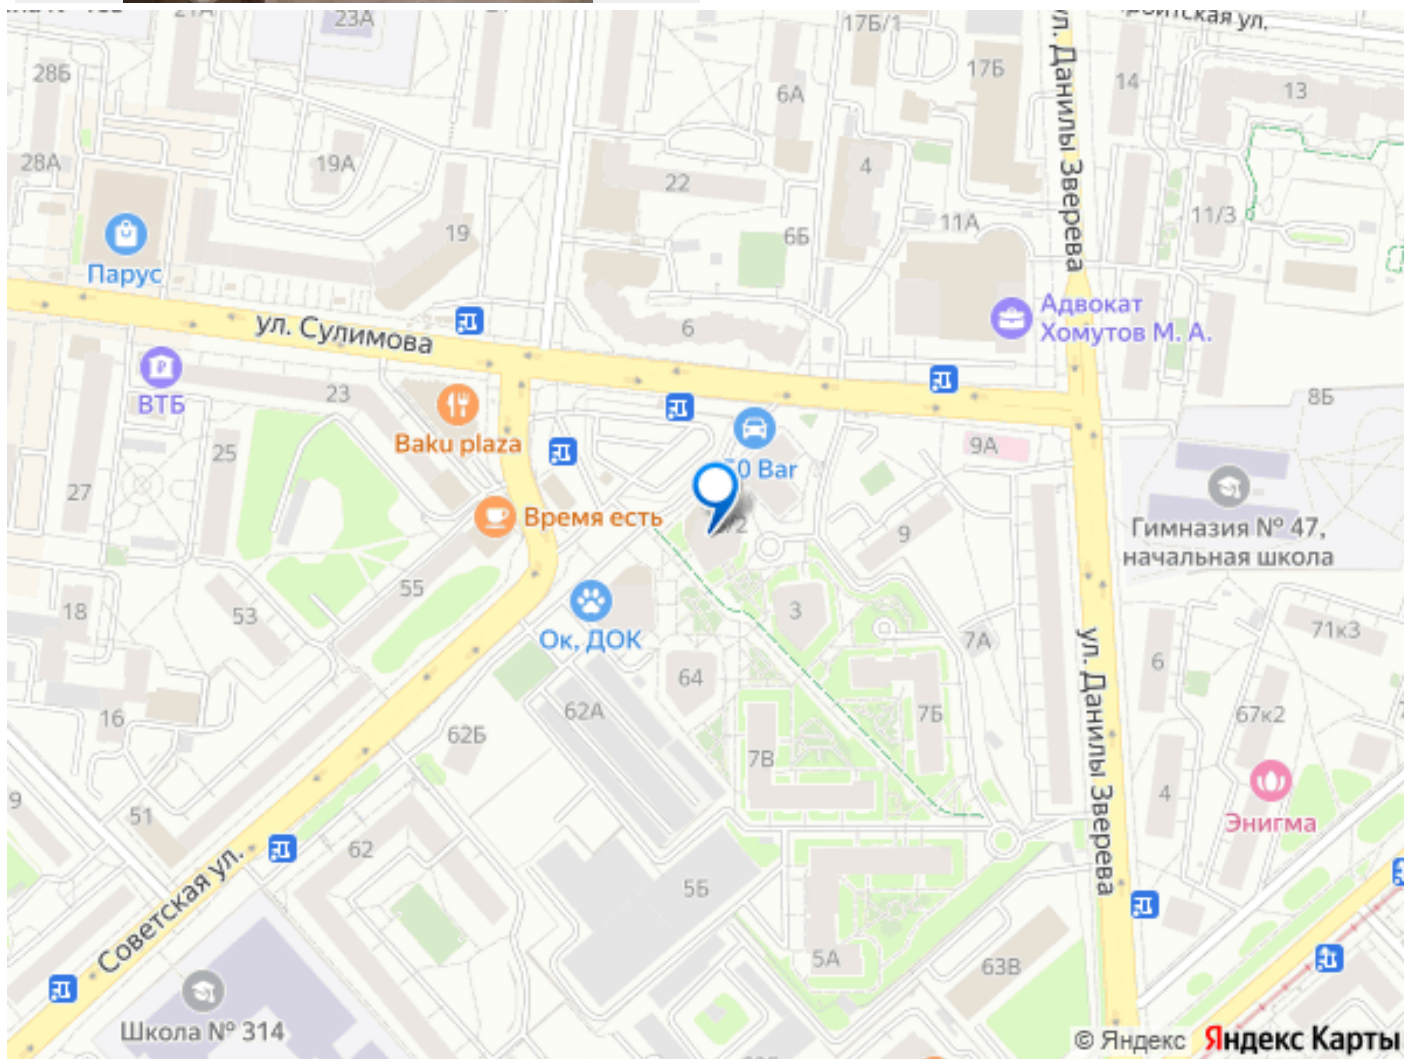 23А
17Б/1
28Б
17Б
14
13
6А
28А
19А
22
4
11/3
19
6Б
11А
ул. Данилы Зверева
Парус
Адвокат
Хомутов М. А.
ул. Сулимова
6
ВТБ
23
8Б
Baku plaza
25
9А
0 Bar
27
Время есть
9
Гимназия № 47,
начальная школа
55
18
53
3
Ок, ДОК
7А
71к3
6
64
16
62А
7Б
67к2
62Б
7В
ул. Данилы Зверева
9
51
4
Энигма
62
Советская ул.
5Б
5А
63В
Школа № 314
© Яндекс Яндекс Карты